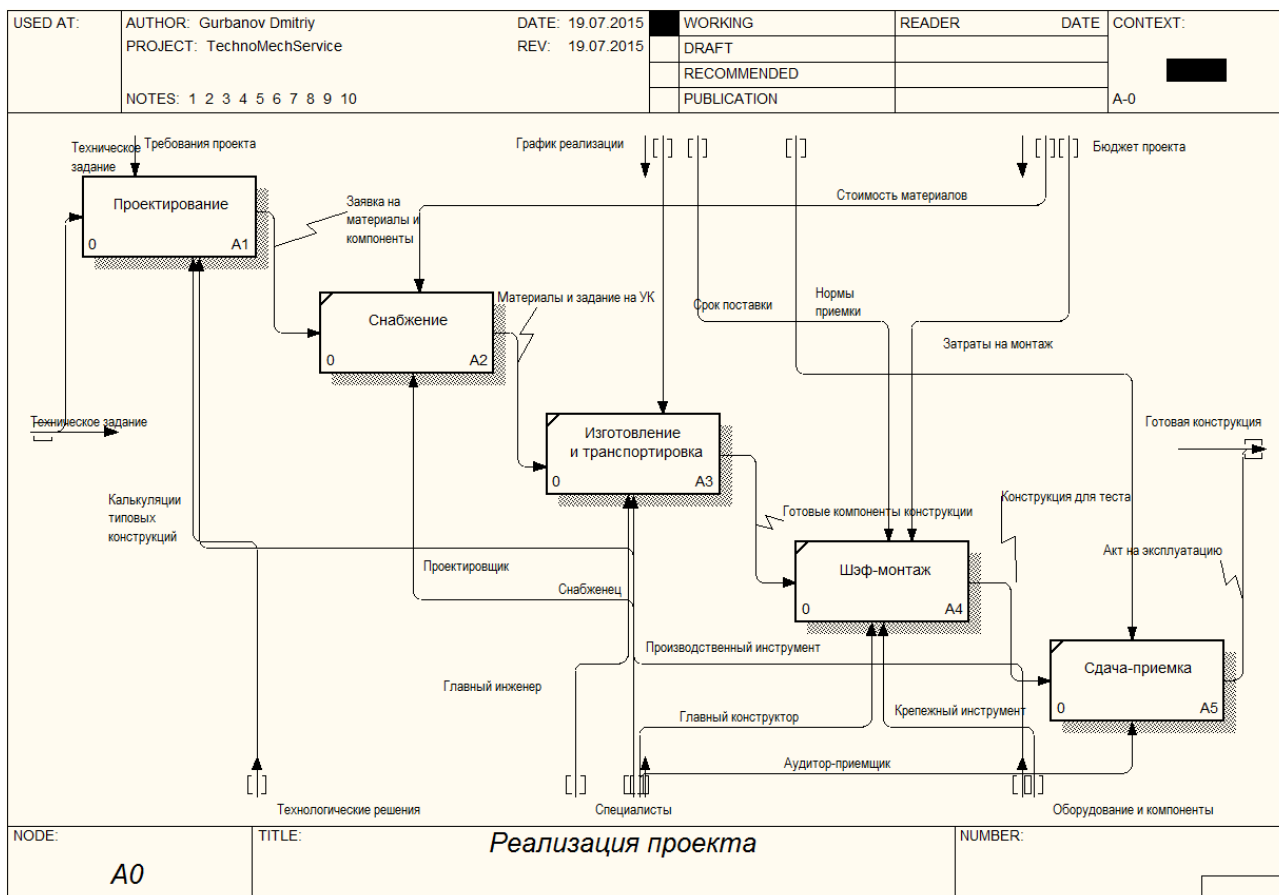 USED AT:
AUTHOR: Gurbanov Dmitriy
DATE: 19.07.2015
PROJECT: TechnoMechService
REV: 19.07.2015
NOTES: 1 2 3 4 5 6 7 8 9 10
WORKING
DRAFT
RECOMMENDED
PUBLICATION
READER
DATE
CONTEXT:
A-0
Техническое
задание
Требования проекта
График реализации
Бюджет проекта
Проектирование
0
A1
Заявка на
материалы и
компоненты
Стоимость материалов
Материалы и задание на УК
Снабжение
0
A2
Срок поставки
Нормы
приемки
Затраты на монтаж
Техническое задание
Изготовление
и транспортировка
0
A3
Готовая конструкция
Калькуляции
типовых
конструкций
Готовые компоненты конструкции
Конструкция для теста
Акт на эксплуатацию
Проектировщик
Снабженец
Шэф-монтаж
0
A4
Производственный инструмент
Сдача-приемка
0
A5
Главный инженер
Главный конструктор
Крепежный инструмент
Аудитор-приемщик
Технологические решения
Специалисты
Оборудование и компоненты
NODE:
A0
TITLE:
Реализация проекта
NUMBER: